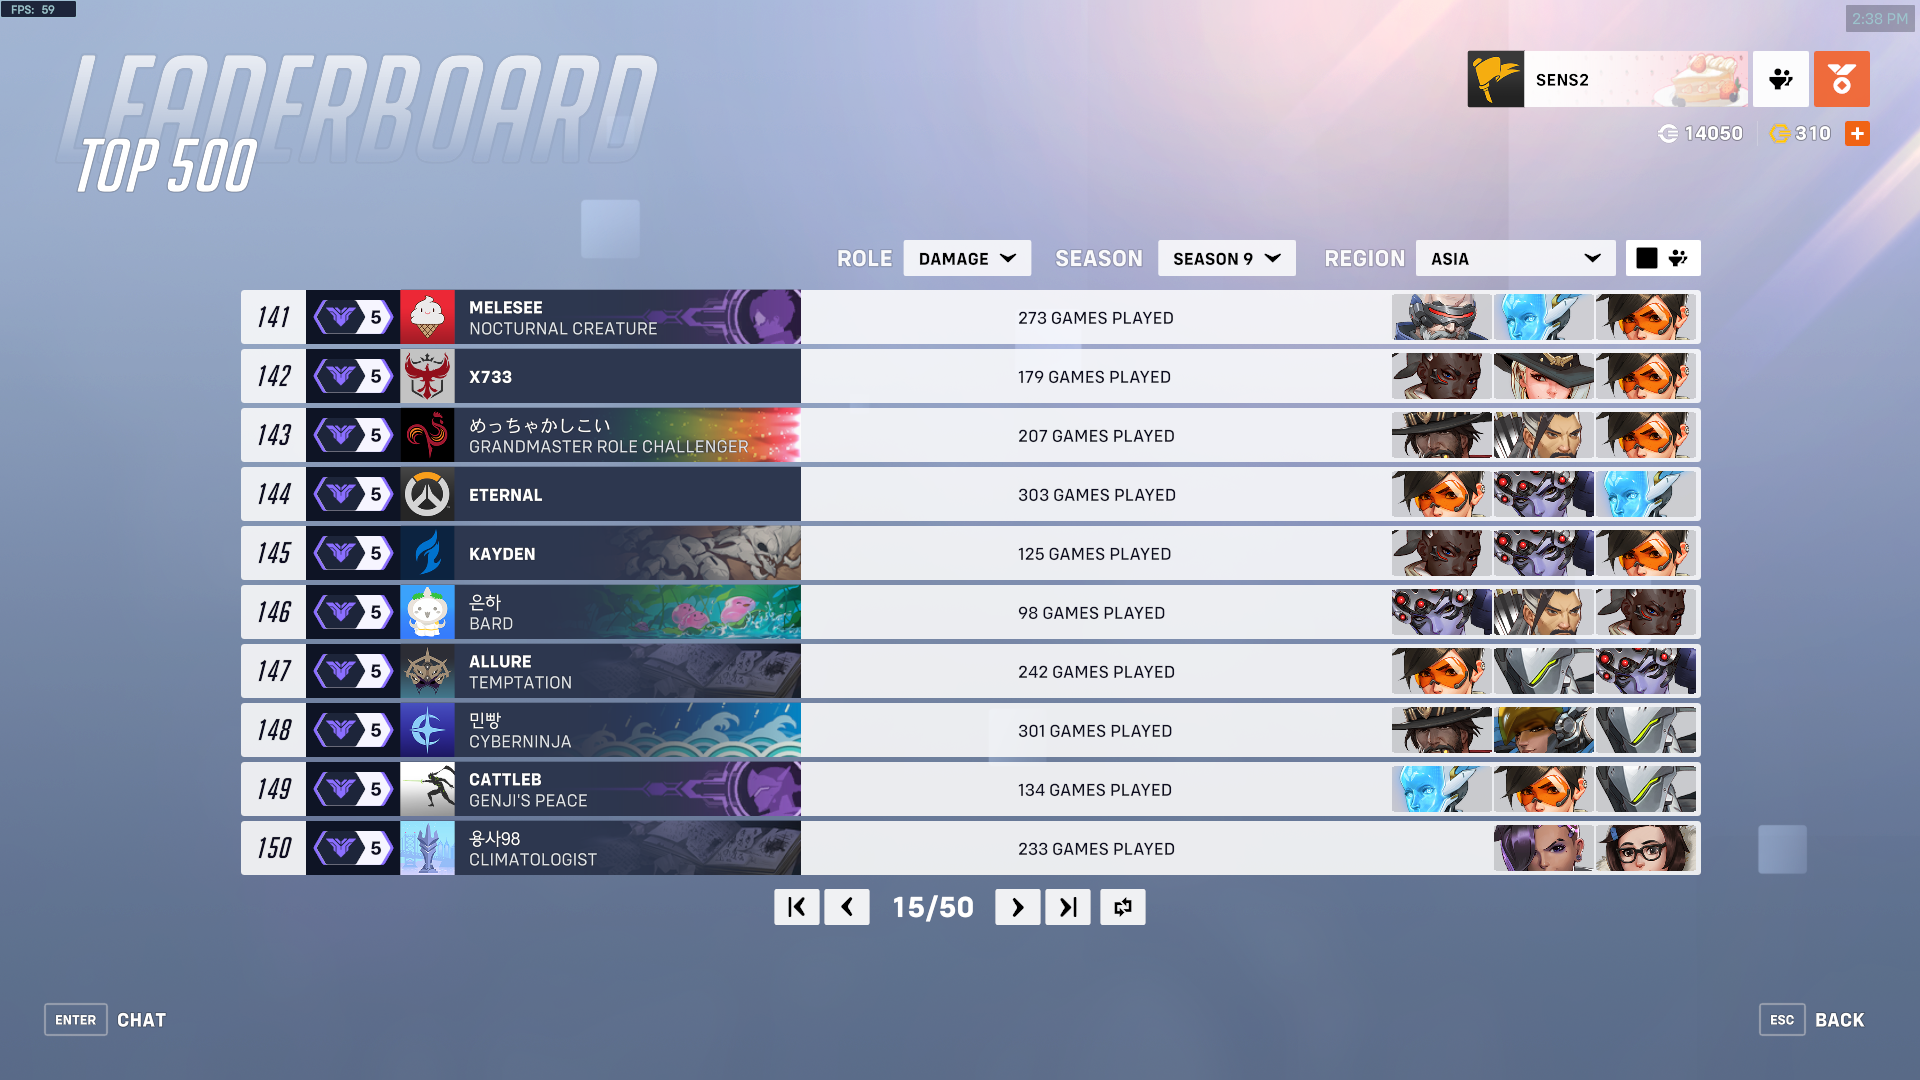 FPS: 59
2:38 PM
LEADERBOARD
TOP 500
SENS2
14050
310
ROLE DAMAGE SEASON SEASON 9 REGION ASIA
141 5 MELESEE
NOCTURNAL CREATURE
273 GAMES PLAYED
142 5 X733
179 GAMES PLAYED
143 5 めっちゃかしこい
GRANDMASTER ROLE CHALLENGER
207 GAMES PLAYED
144 5 ETERNAL
303 GAMES PLAYED
145 5 KAYDEN
125 GAMES PLAYED
146 5 은하
BARD
98 GAMES PLAYED
147 5 ALLURE
TEMPTATION
242 GAMES PLAYED
148 5 민빵
CYBERNINJA
301 GAMES PLAYED
149 5 CATTLEB
GENJI'S PEACE
134 GAMES PLAYED
150 5 용사98
CLIMATOLOGIST
233 GAMES PLAYED
15/50
ENTER CHAT
ESC BACK